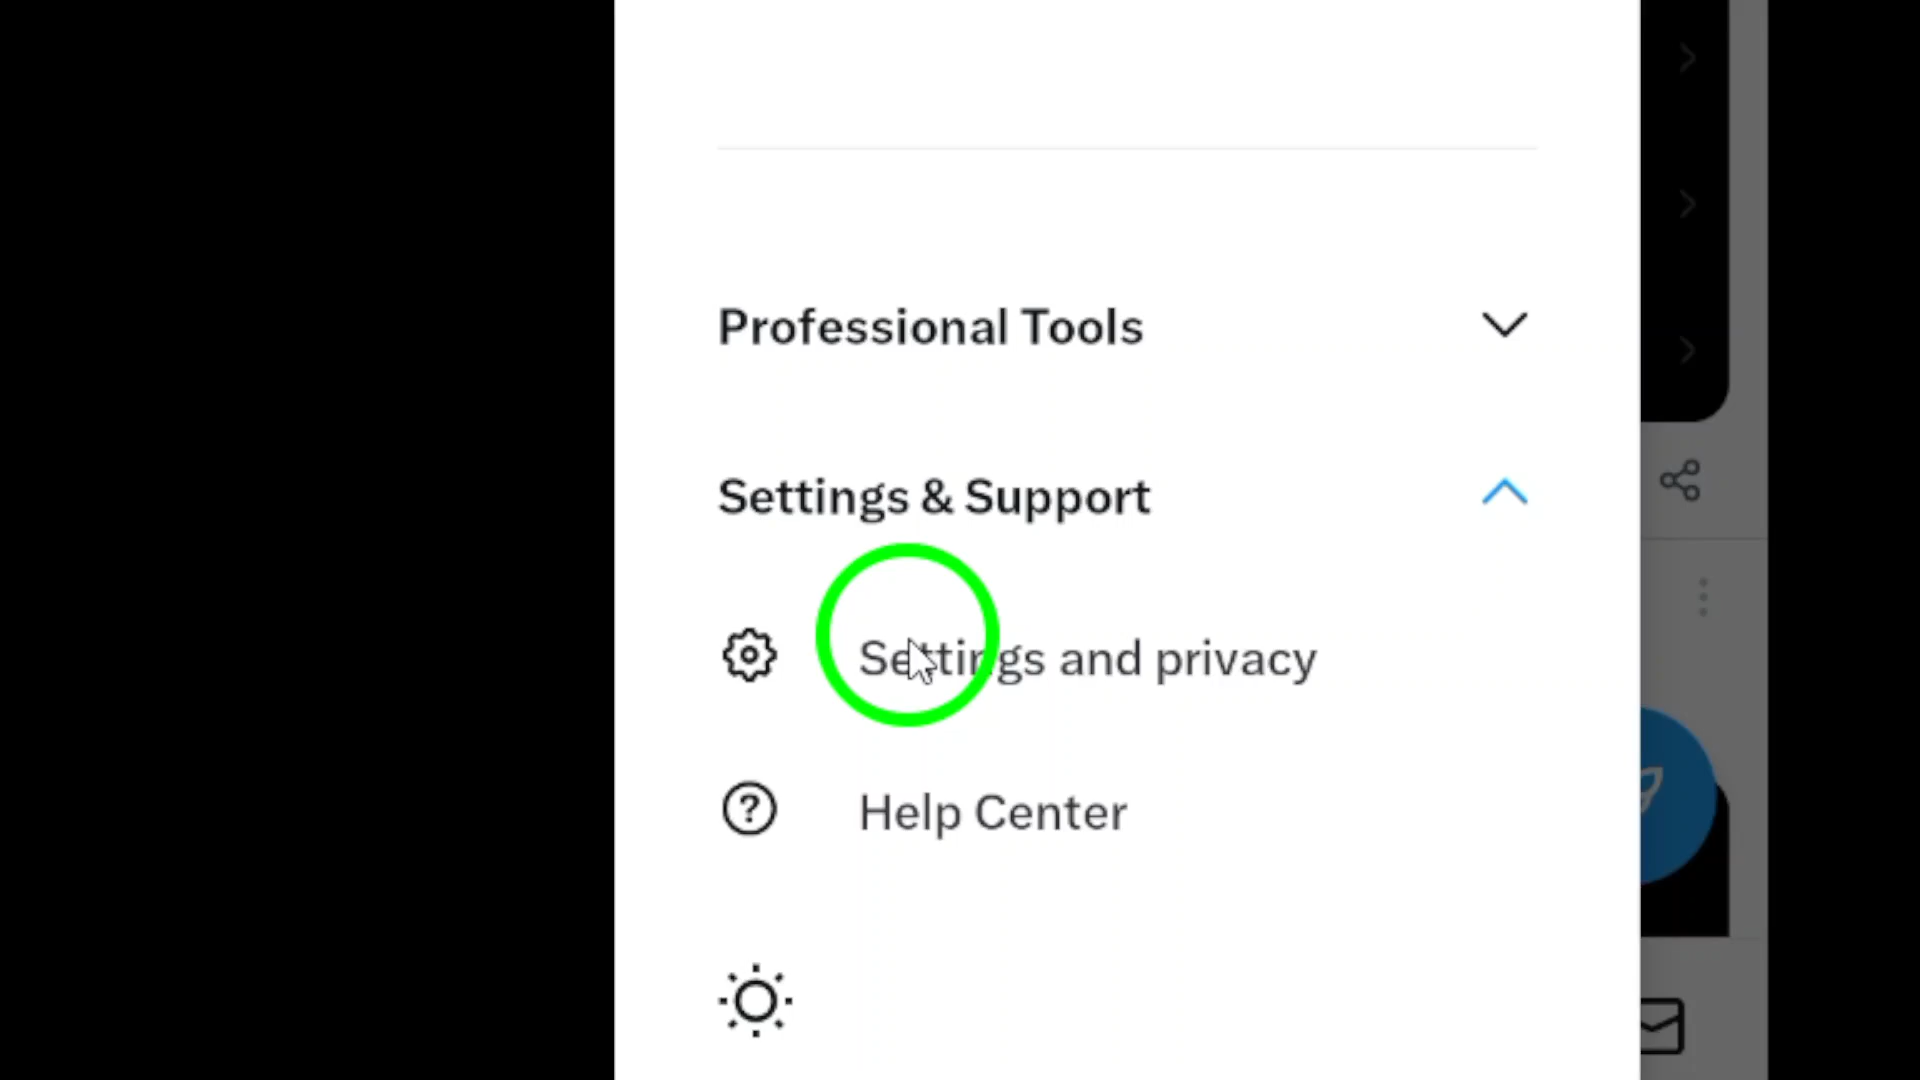 Professional Tools
Settings & Support
Settings and privacy
Help Center